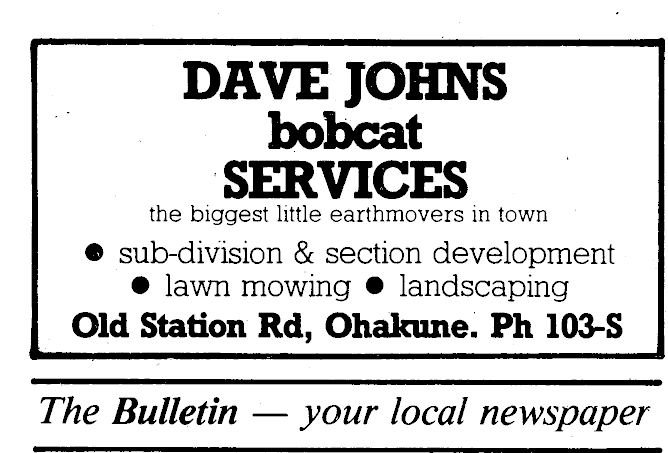 DAVE JOHNS
bobcat
SERVICES
the biggest little earthmovers in town
● sub-division & section development
● lawn mowing ● landscaping
Old Station Rd, Ohakune. Ph 103-S
The Bulletin — your local newspaper